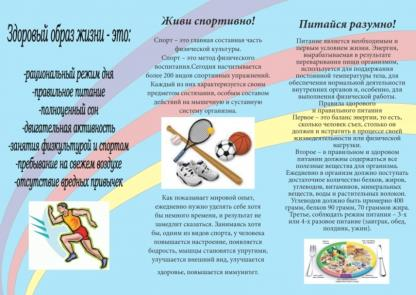 Здоровый образ жизни - это:
-рациональный режим дня
-правильное питание
-полноценный сон
-двигательная активность
-занятия физкультурой и спортом
-пребывание на свежем воздухе
-отсутствие вредных привычек
Живи спортивно!
Спорт – это главная составная часть
физической культуры.
Спорт – это метод физического
воспитания.Сегодня насчитывается
более 200 видов спортивных упражнений.
Каждый из них характеризуется своим
предметом состязания, особым составом
действий на мышечную и суставную
систему организма.
Как показывает мировой опыт,
ежедневно нужно уделять себе хотя
бы немного времени, и результат не
замедлят сказаться. Занимаясь хотя
бы, одним из видов спорта, у человека
повышается настроение, появляется
бодрость, мышцы становятся упругими,
улучшается внешний вид, улучшается
здоровье, повышается иммунитет.
Питайся разумно!
Питание является необходимым и
первым условием жизни. Энергия,
вырабатываемая в результате
переваривания пищи организмом,
используется для поддержания
постоянной температуры тела, для
обеспечения нормальной деятельности
внутренних органов и, особенно, для
выполнения физической работы.
Правила здорового
и правильного питания
Первое – это баланс энергии, то есть,
сколько человек съел, столько он
должен и истратить в процессе своей
жизнедеятельности или физической
нагрузки.
Второе – в правильном и здоровом
питании должны содержаться все
полезные вещества для организма.
Ежедневно в организм должно поступать
достаточное количество белков, жиров,
углеводов, витаминов, минеральных
веществ, воды и растительных волокон.
Углеводов должно быть примерно 400
грамм, белков 90 грамм, 70 граммов жира.
Третье, соблюдать режим питания – 3-х
или 4-х разовое питание (завтрак, обед,
полдник, ужин).